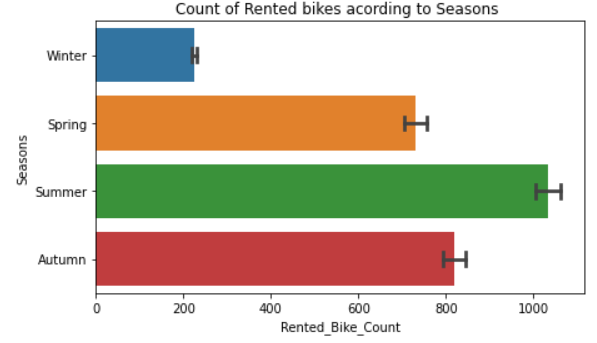 Count of Rented bikes acording to Seasons
Winter
Spring
Summer
Autumn
Seasons
0 200 400 600 800 1000
Rented_Bike_Count